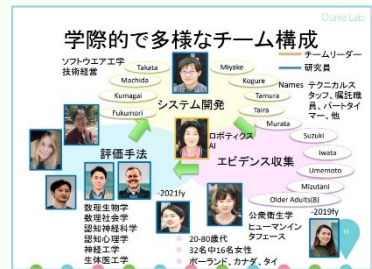 Otake Lab.
学際的で多様なチーム構成
ソフトウエア工学
技術経営
Takata
Machida
Kumagai
Fukumori
Miyake
Kogure
Tamura
Taira
Murata
Suzuki
Iwata
Umemoto
Mizutani
Older Adults(8)
チームリーダー
研究員
Names テクニカルス
タッフ、嘱託職
員、パートタイ
マー、他
システム開発
ロボティクス
AI
評価手法
エビデンス収集
数理生物学
数理社会学
認知神経科学
認知心理学
神経工学
生体医工学
-2021fy
公衆衛生学
ヒューマンイン
タフェース
-2019fy
20-80歳代
32名中16名女性
ポーランド、カナダ、タイ